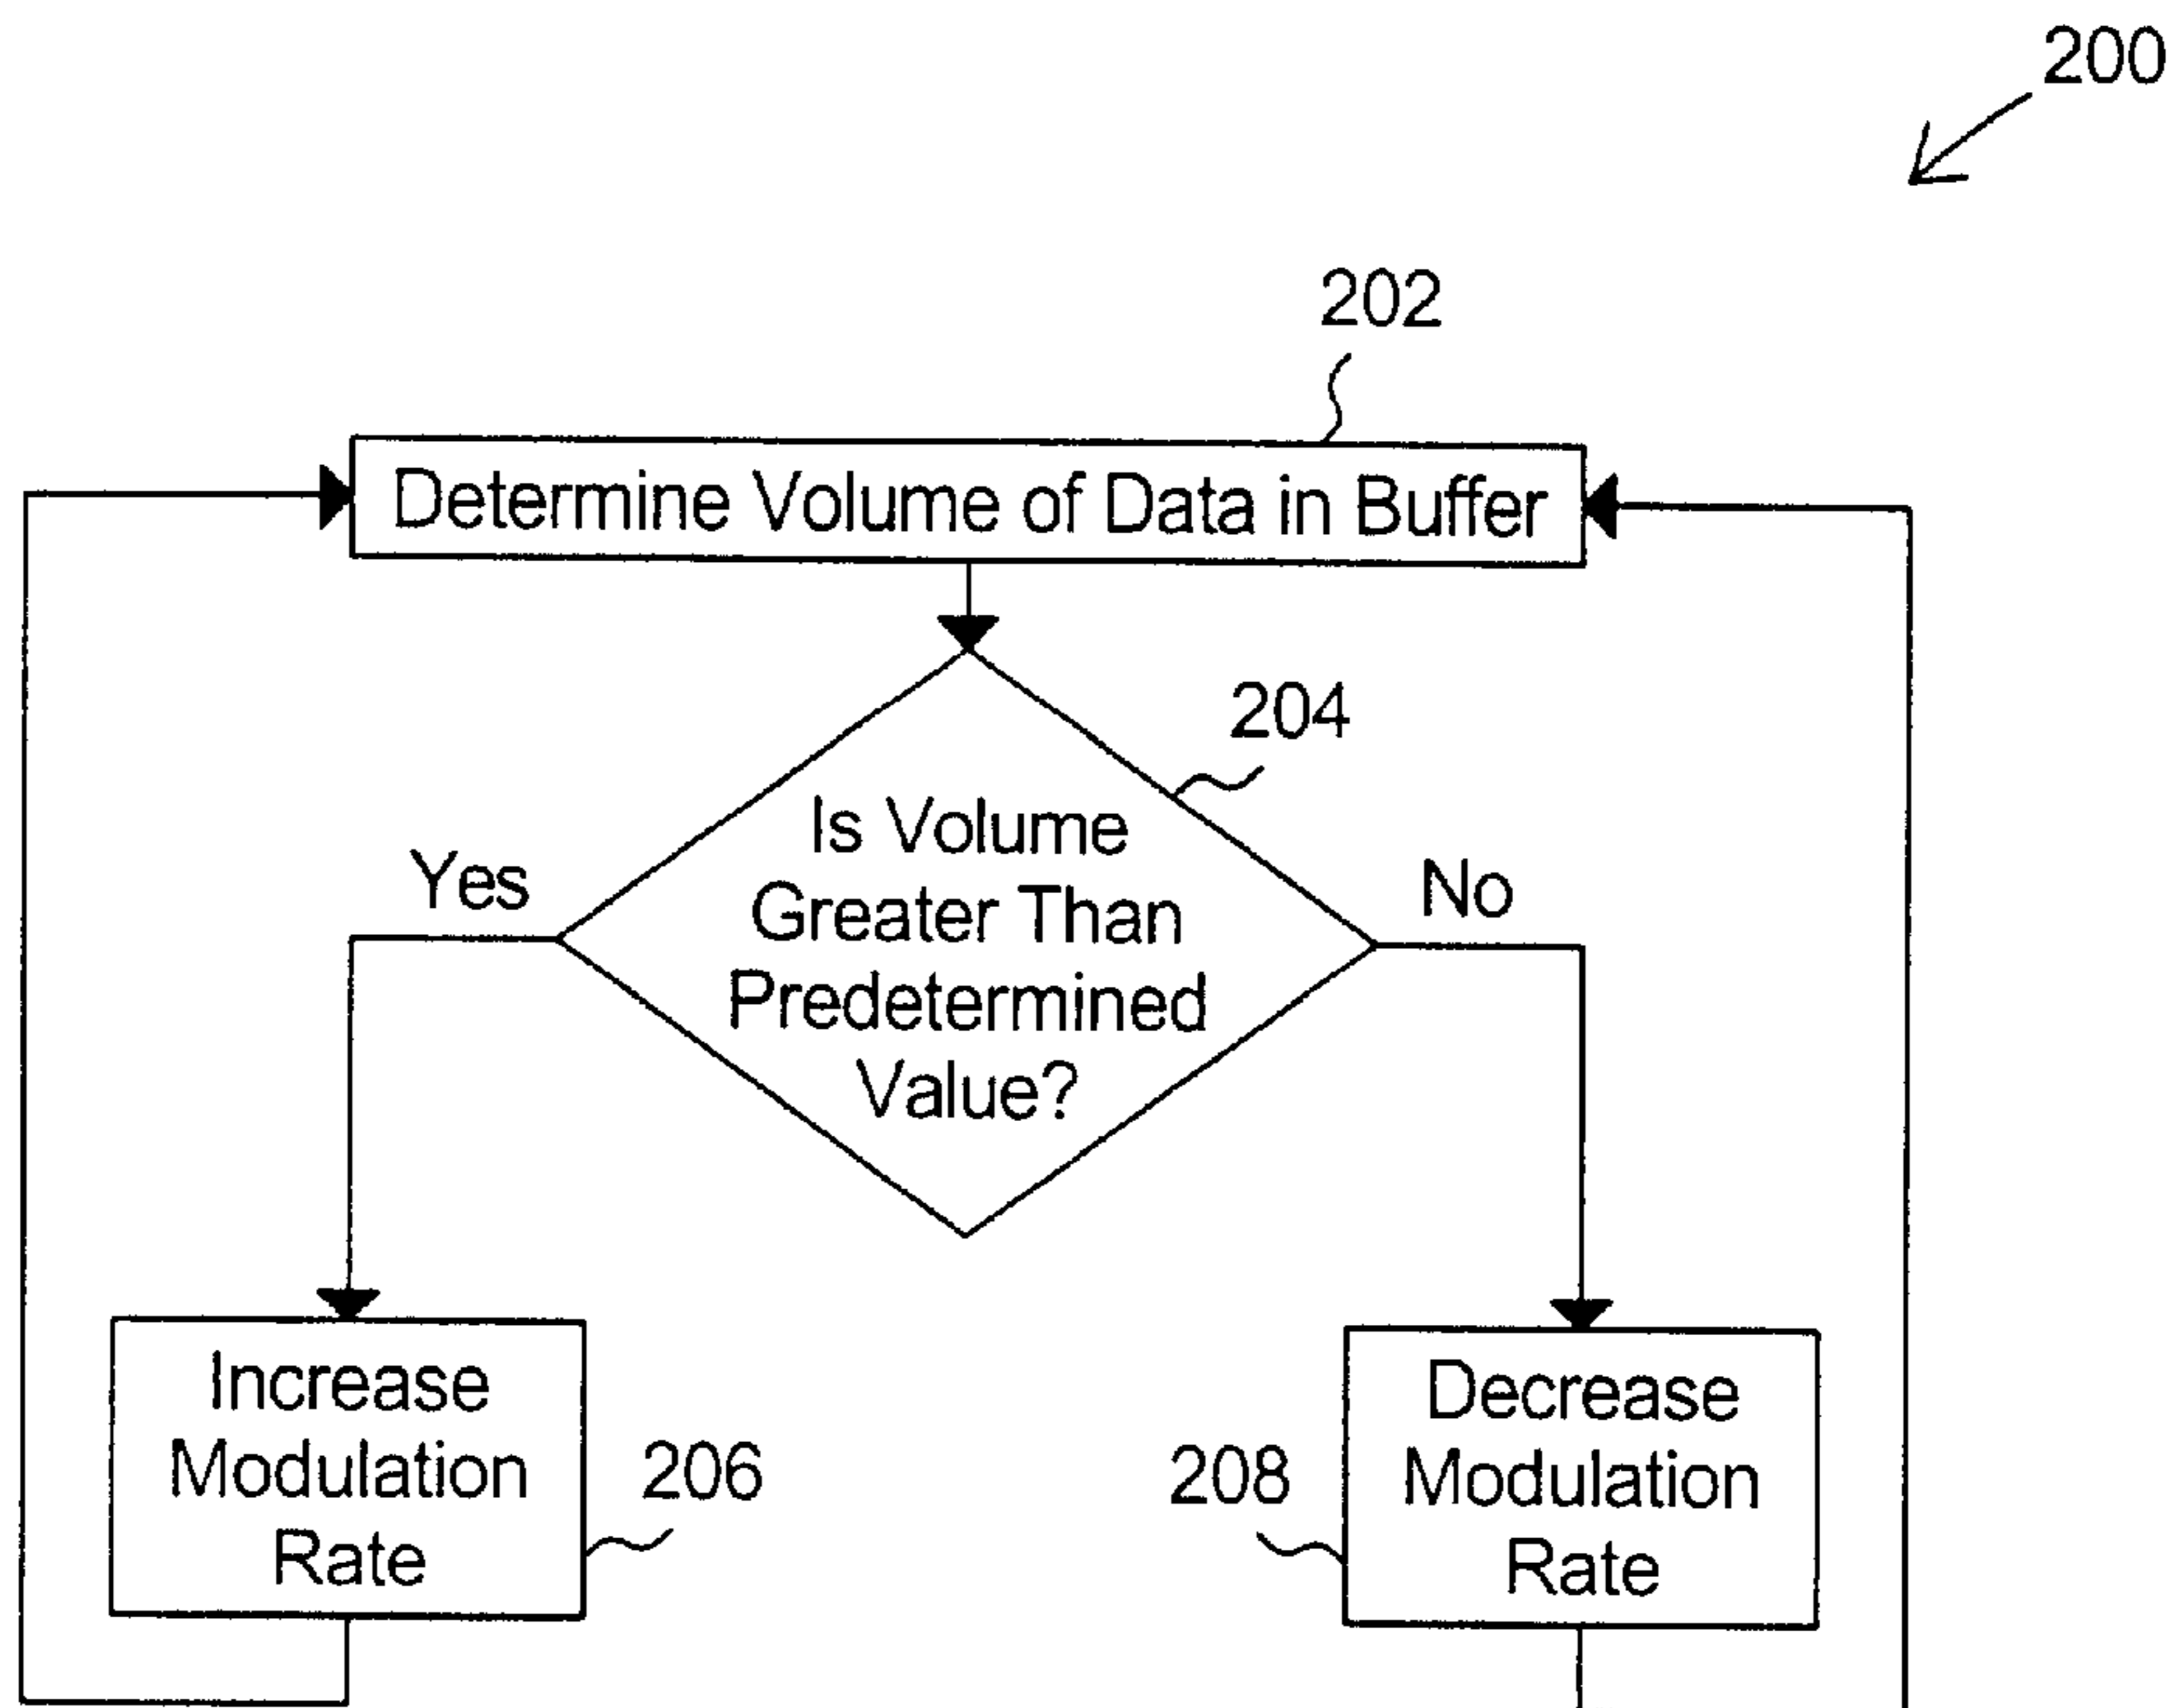 200
202
Determine Volume of Data in Buffer
204
Is Volume
Greater Than
Predetermined
Value?
Yes
No
Increase
Modulation
Rate
206
208
Decrease
Modulation
Rate